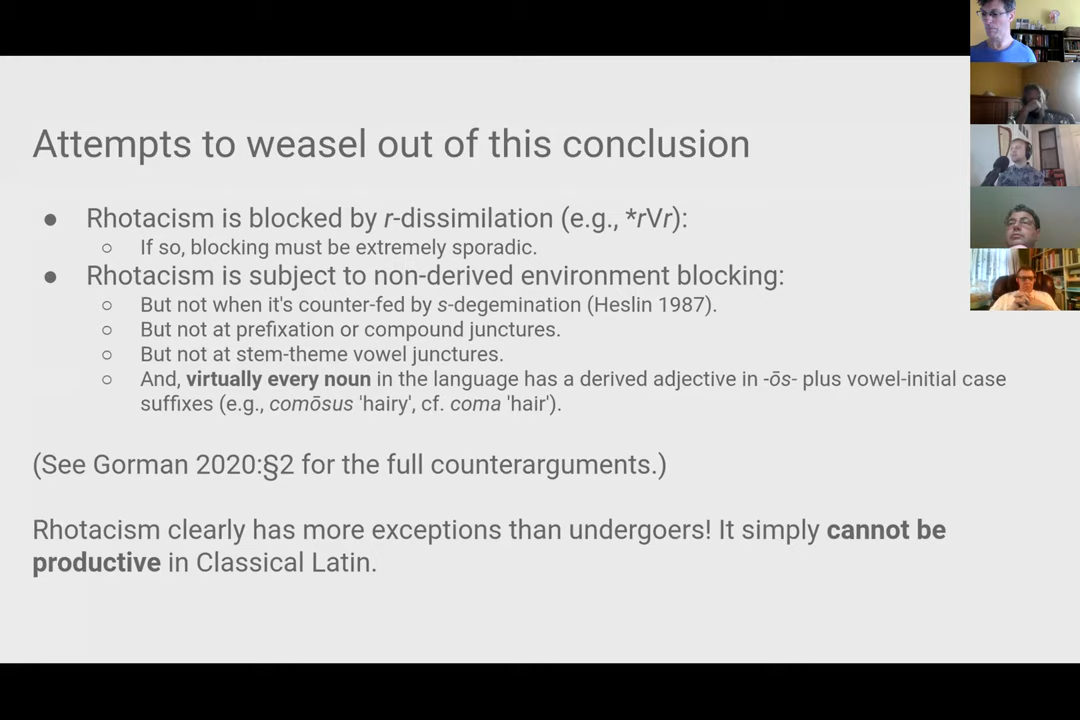 Attempts to weasel out of this conclusion
● Rhotacism is blocked by r-dissimilation (e.g., *rVr):
○ If so, blocking must be extremely sporadic.
● Rhotacism is subject to non-derived environment blocking:
○ But not when it's counter-fed by s-degemination (Heslin 1987).
○ But not at prefixation or compound junctures.
○ But not at stem-theme vowel junctures.
○ And, virtually every noun in the language has a derived adjective in -ōs- plus vowel-initial case
suffixes (e.g., comōsus 'hairy', cf. coma 'hair').
(See Gorman 2020:§2 for the full counterarguments.)
Rhotacism clearly has more exceptions than undergoers! It simply cannot be
productive in Classical Latin.